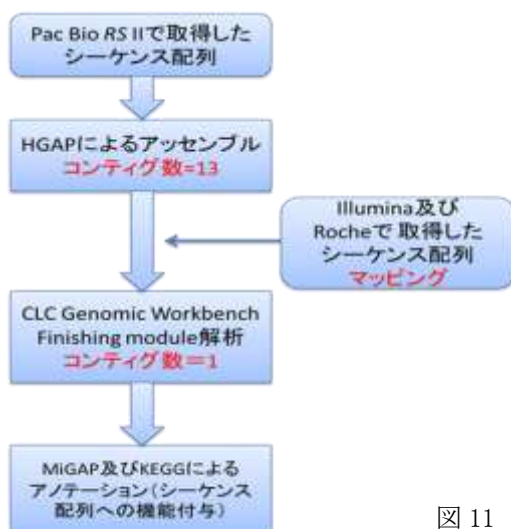 Pac Bio RS IIで取得した
シーケンス配列
HGAPによるアッセンブル
コンティグ数=13
Illumina及び
Rocheで 取得した
シーケンス配列
マッピング
CLC Genomic Workbench
Finishing module解析
コンティグ数＝1
MiGAP及びKEGGによる
アノテーション(シーケンス
配列への機能付与)
図 11